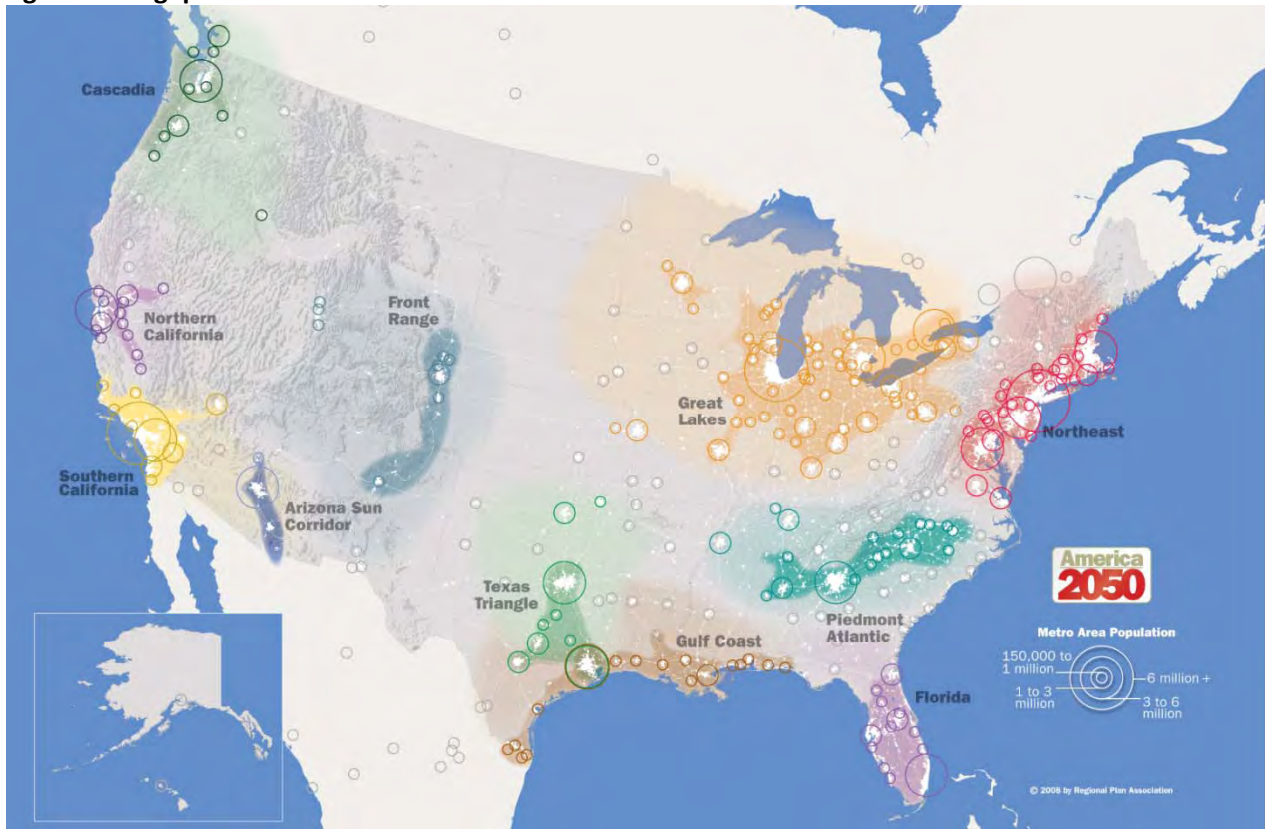 Cascadia
Northern
California
Front
Range
Great
Lakes
Northeast
Southern
California
Arizona Sun
Corridor
Texas
Triangle
Gulf Coast
Piedmont
Atlantic
Florida
America
2050
Metro Area Population
150,000 to
1 million
1 to 3
million
6 million +
3 to 6
million
© 2008 by Regional Plan Association